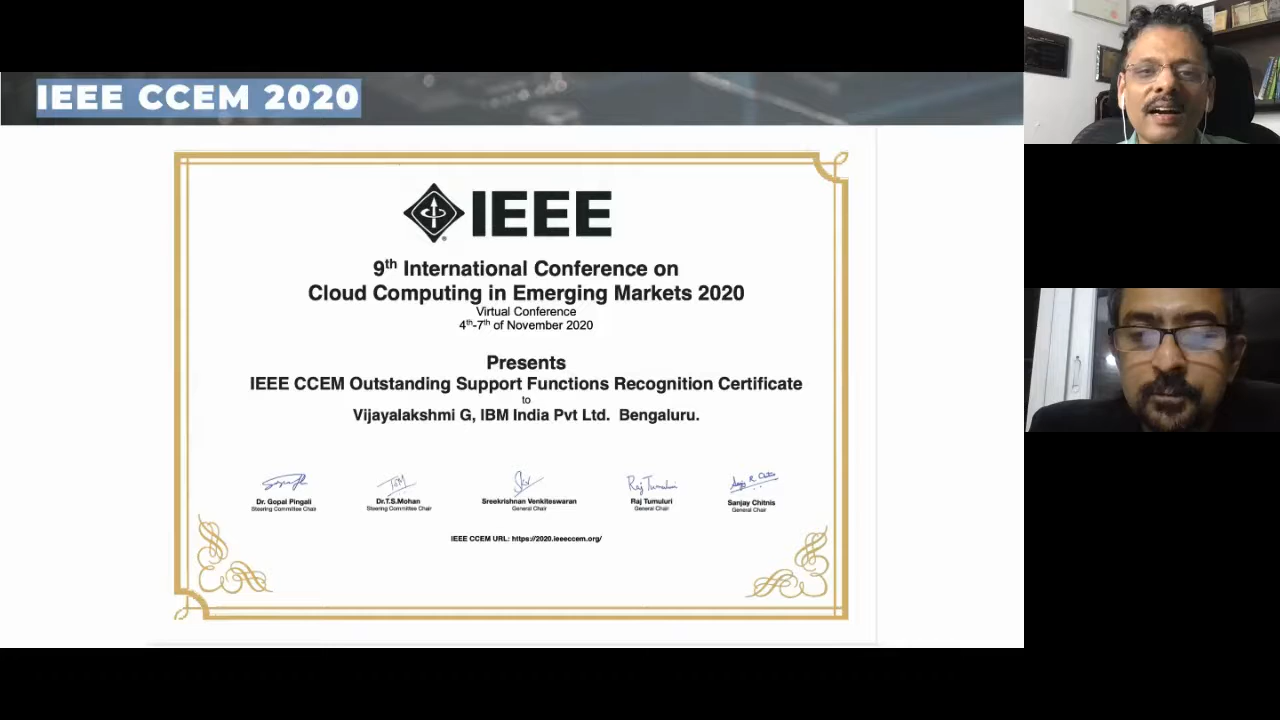 IEEE CCEM 2020
IEEE
9th International Conference on
Cloud Computing in Emerging Markets 2020
Virtual Conference
4th-7th of November 2020
Presents
IEEE CCEM Outstanding Support Functions Recognition Certificate
to
Vijayalakshmi G, IBM India Pvt Ltd.  Bengaluru.
Raj Tumuluri
Dr. Gopal Pingali
Steering Committee Chair
Dr.T.S.Mohan
Steering Committee Chair
Sreekrishnan Venkiteswaran
General Chair
Raj Tumuluri
General Chair
Sanjay Chitnis
General Chair
IEEE CCEM URL: https://2020.ieeeccem.org/